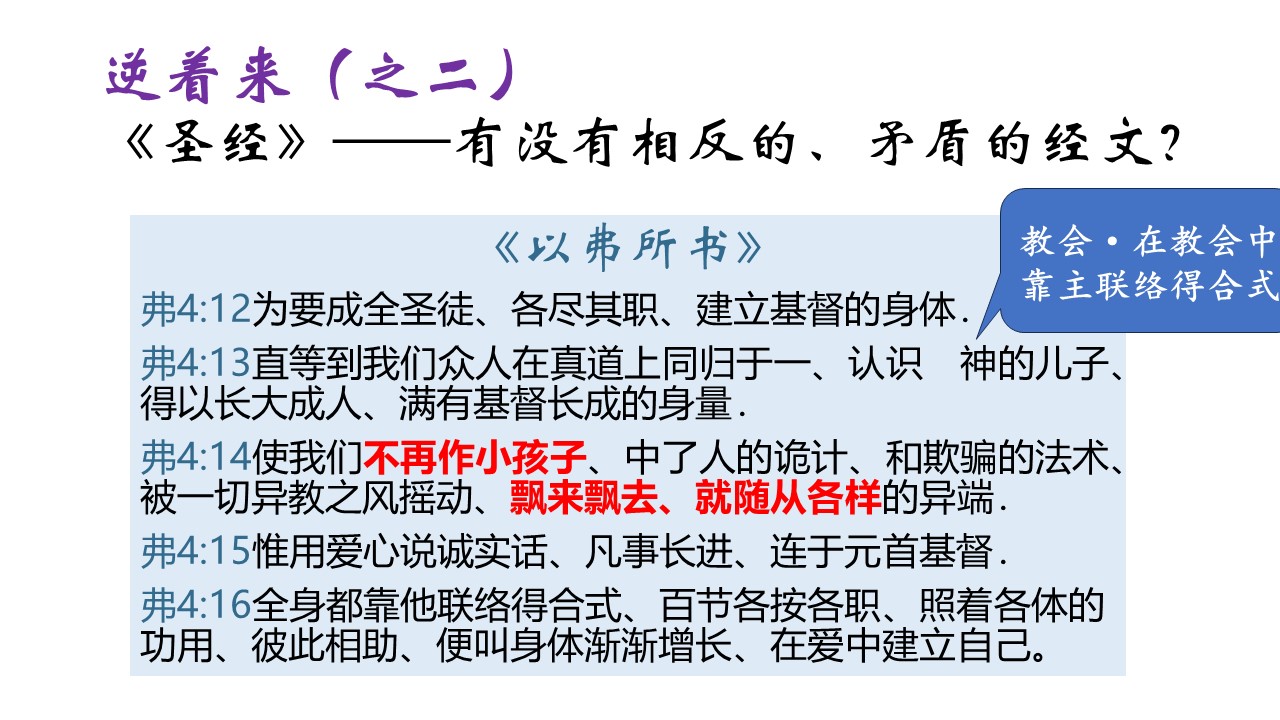 逆着来（之二）
《圣经》——有没有相反的、矛盾的经文？
教会·在教会中
靠主联络得合式
《以弗所书》
弗4:12为要成全圣徒、各尽其职、建立基督的身体．
弗4:13直等到我们众人在真道上同归于一、认识　神的儿子、
得以长大成人、满有基督长成的身量．
弗4:14使我们不再作小孩子、中了人的诡计、和欺骗的法术、
被一切异教之风摇动、飘来飘去、就随从各样的异端．
弗4:15惟用爱心说诚实话、凡事长进、连于元首基督．
弗4:16全身都靠他联络得合式、百节各按各职、照着各体的
功用、彼此相助、便叫身体渐渐增长、在爱中建立自己。